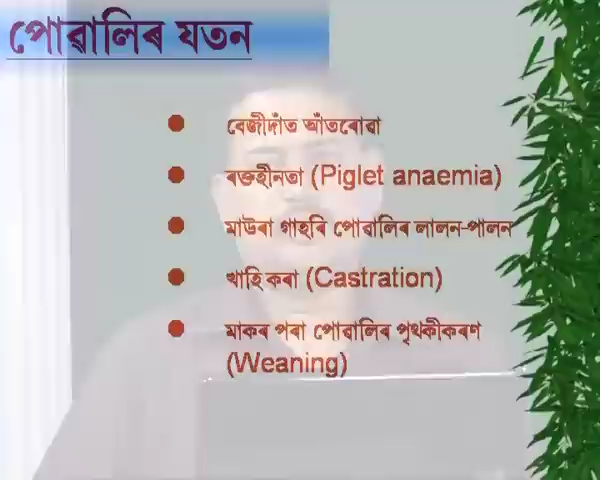 পোৱালিৰ যতন
বেজীদাঁত আঁতৰোৱা
ৰক্তহীনতা (Piglet anaemia)
মাউৰা গাহৰি পোৱালিৰ লালন-পালন
খাহি কৰা (Castration)
মাকৰ পৰা পোৱালিৰ পৃথকীকৰণ
(Weaning)